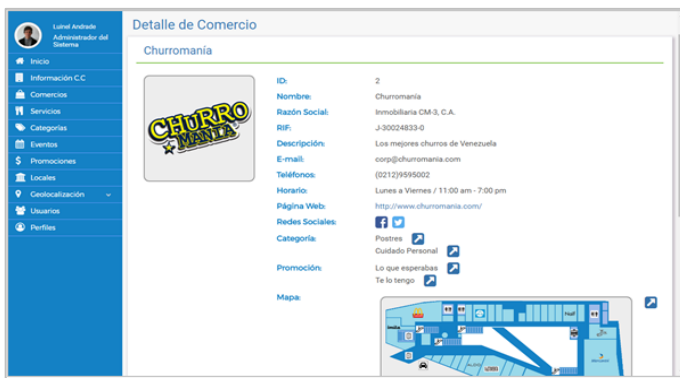 Luinel Andrade
Administrador del
Sistema
Inicio
Información C.C
Comercios
Servicios
Categorías
Eventos
Promociones
Locales
Geolocalización
Usuarios
Perfiles
Detalle de Comercio
Churromanía
CHURRO
MANIA
ID: 2
Nombre: Churromanía
Razón Social: Inmobiliaria CM-3, C.A.
RIF: J-30024833-0
Descripción: Los mejores churros de Venezuela
E-mail: corp@churromania.com
Teléfonos: (0212)9595002
Horario: Lunes a Viernes / 11:00 am - 7:00 pm
Página Web: http://www.churromania.com/
Redes Sociales:
Categoría: Postres
Cuidado Personal
Promoción: Lo que esperabas
Te lo tengo
Mapa: